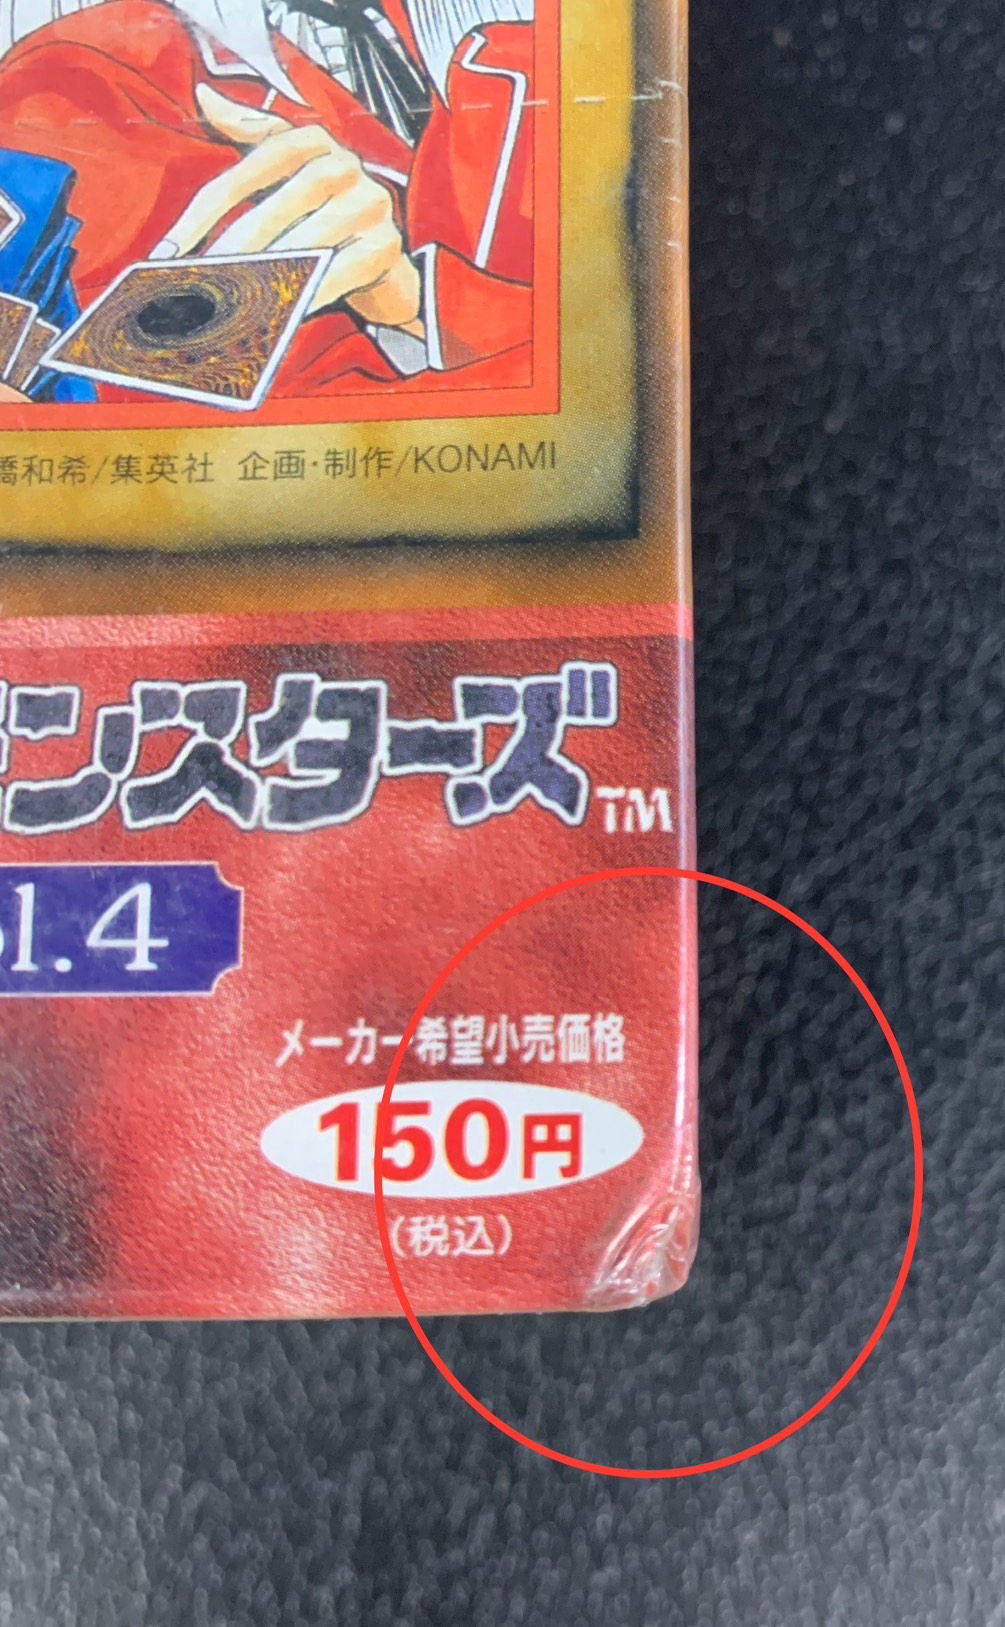 橋和希/集英社 企画・制作/KONAMI
ンスターズ
TM
l.4
メーカー希望小売価格
150円
(税込)